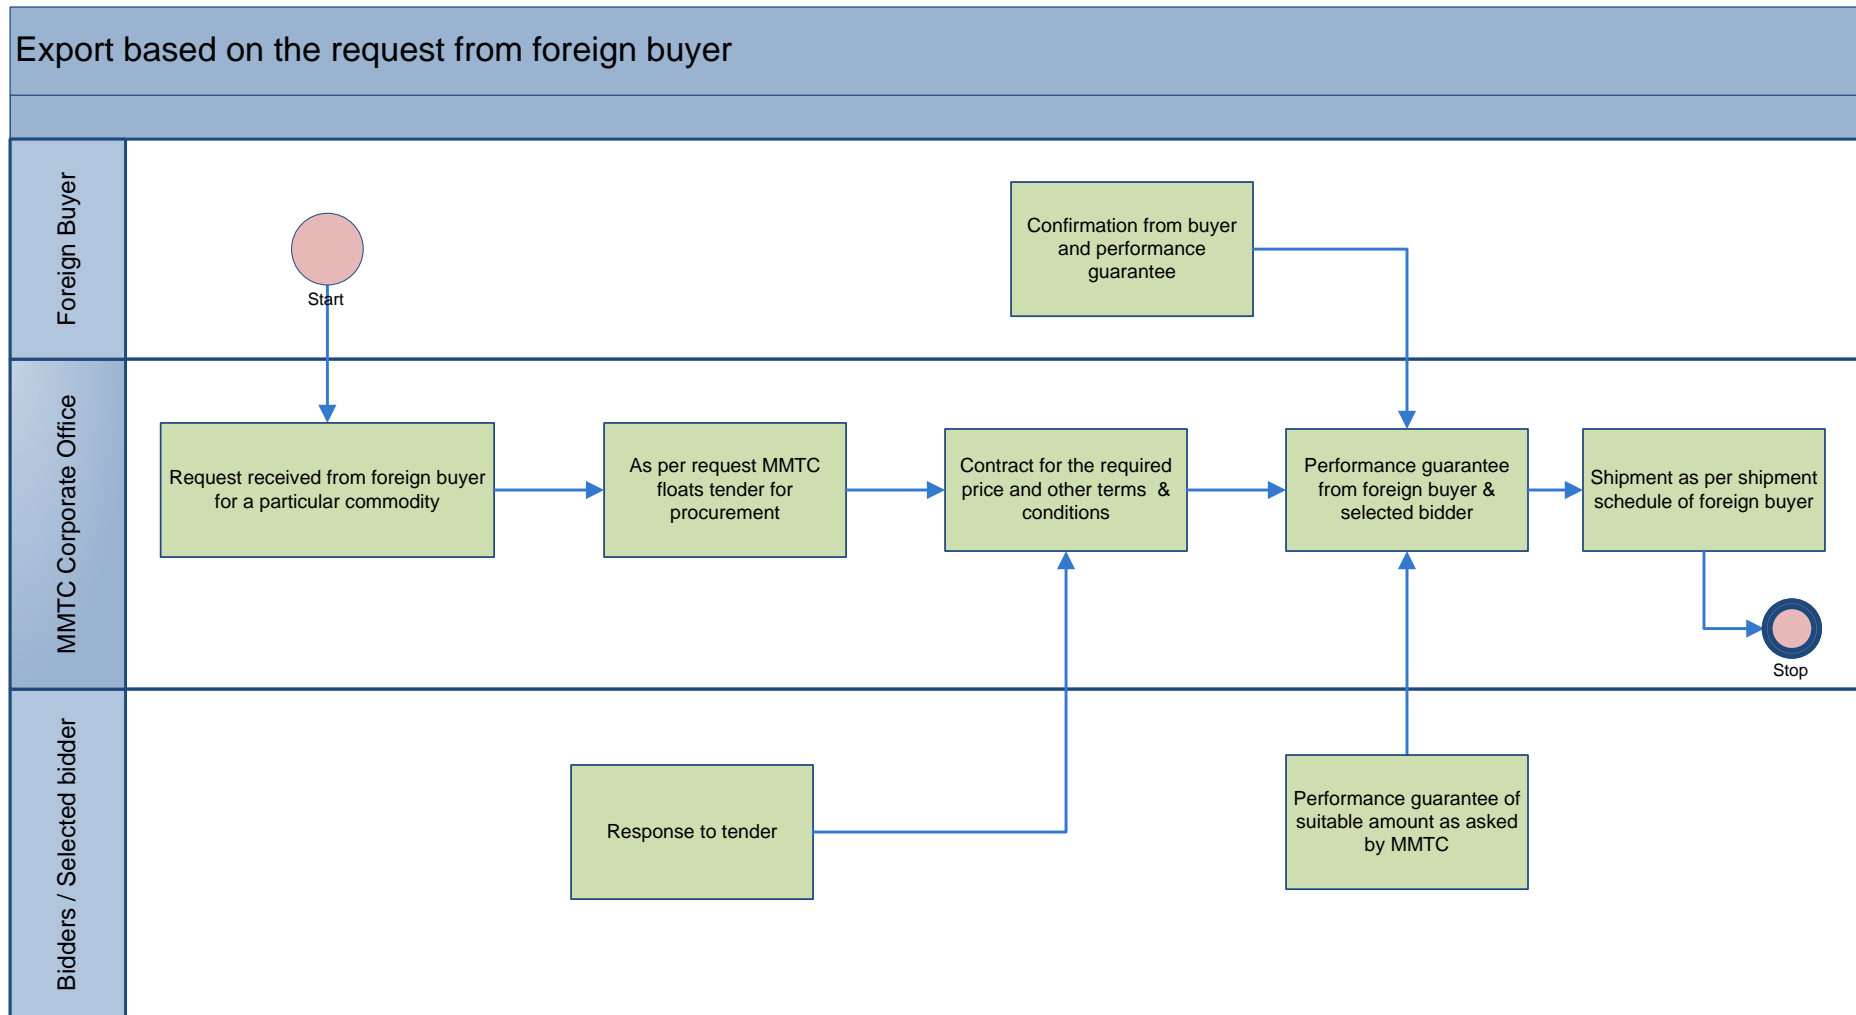 Export based on the request from foreign buyer
Foreign Buyer
Start
Confirmation from buyer
and performance
guarantee
MMTC Corporate Office
Request received from foreign buyer
for a particular commodity
As per request MMTC
floats tender for
procurement
Contract for the required
price and other terms  &
conditions
Performance guarantee
from foreign buyer &
selected bidder
Shipment as per shipment
schedule of foreign buyer
Stop
Bidders / Selected bidder
Response to tender
Performance guarantee of
suitable amount as asked
by MMTC